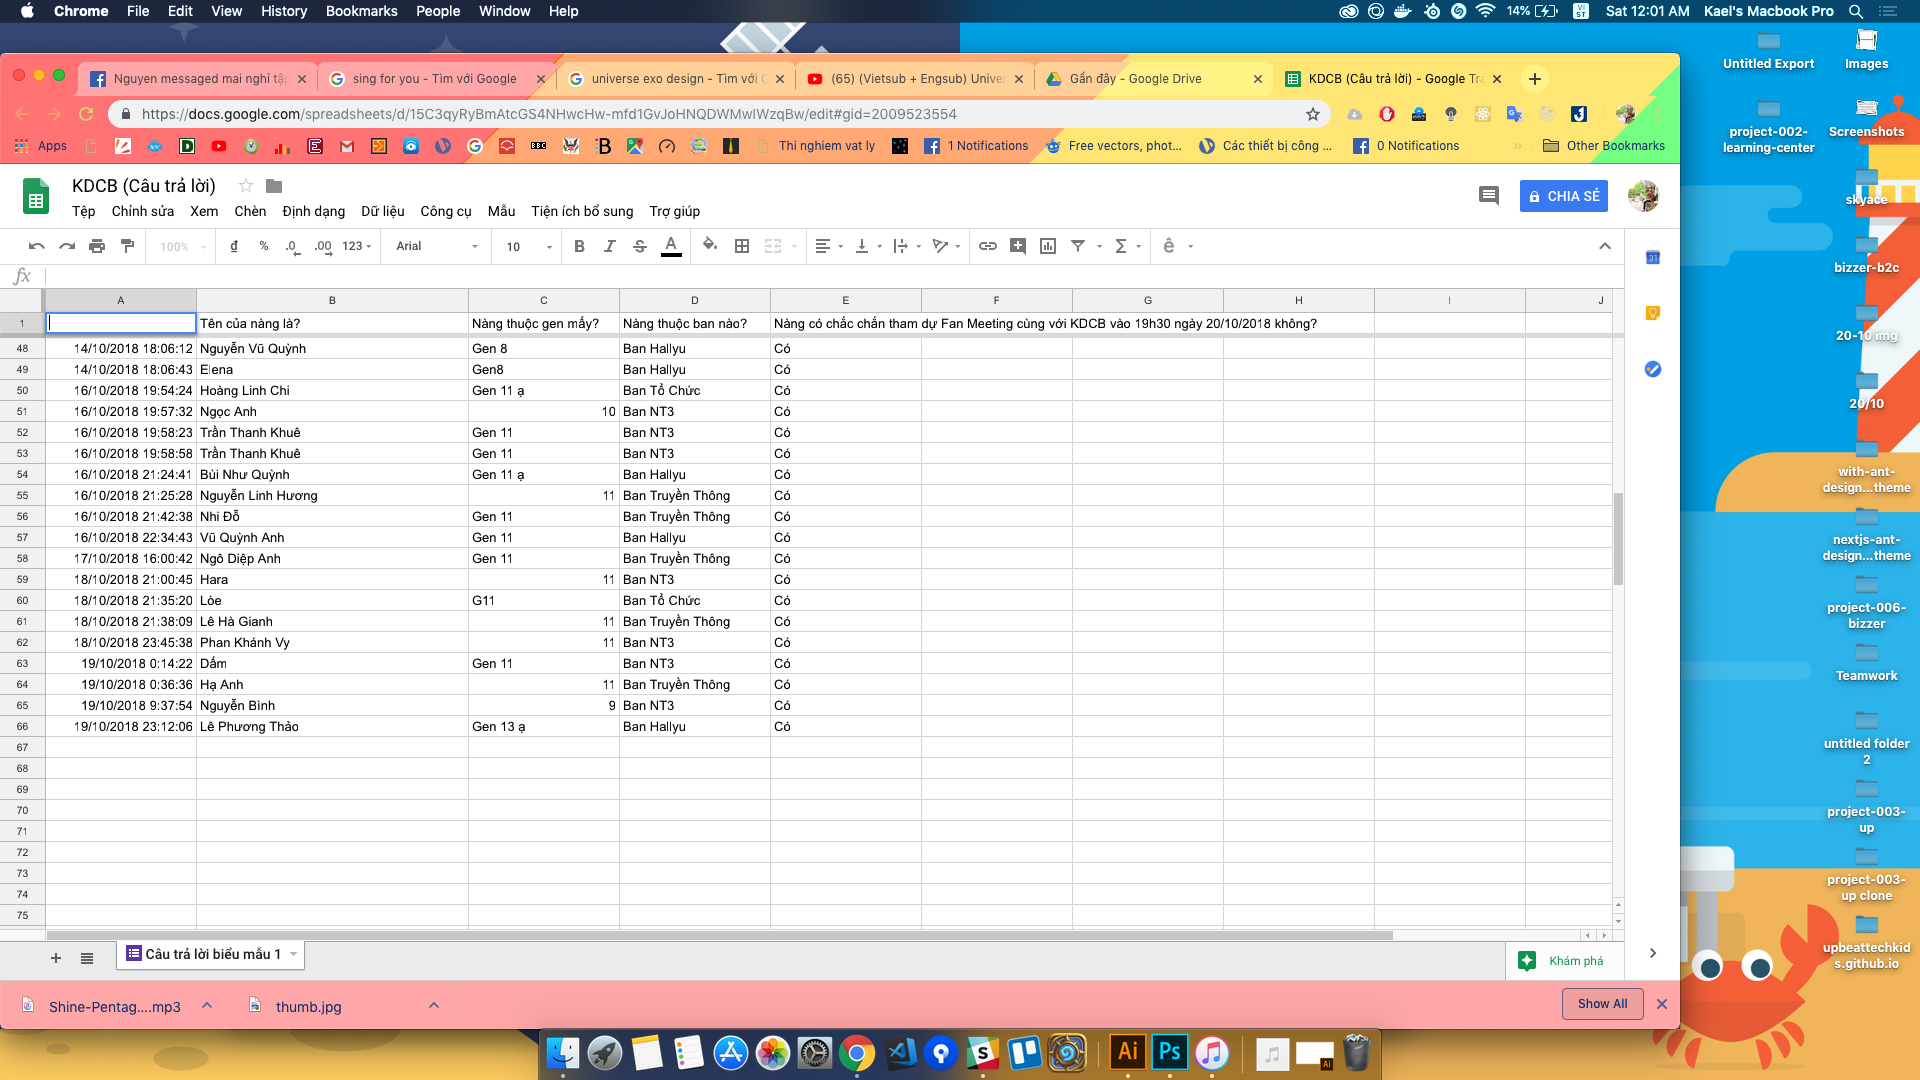 Chrome File Edit View History Bookmarks People Window Help 14% Sat 12:01 AM Kael's Macbook Pro
Nguyen messaged mai nghỉ tậ
sing for you - Tìm với Google
universe exo design - Tìm với
(65) (Vietsub + Engsub) Unive
Gần đây - Google Drive
KDCB (Câu trả lời) - Google Tr
https://docs.google.com/spreadsheets/d/15C3qyRyBmAtcGS4NHwcHw-mfd1GvJoHNQDWMwIWzqBw/edit#gid=2009523554
Apps BBC Thi nghiem vat ly 1 Notifications Free vectors, phot... Các thiết bị công ... 0 Notifications » Other Bookmarks
KDCB (Câu trả lời)
CHIA SẺ
Tệp Chỉnh sửa Xem Chèn Định dạng Dữ liệu Công cụ Mẫu Tiện ích bổ sung Trợ giúp
100% đ % .0 .00 123 Arial 10 B I S A Σ ê
fx
A B C D E F G H I J
1 Tên của nàng là? Nàng thuộc gen mấy? Nàng thuộc ban nào? Nàng có chắc chắn tham dự Fan Meeting cùng với KDCB vào 19h30 ngày 20/10/2018 không?
48 14/10/2018 18:06:12 Nguyễn Vũ Quỳnh Gen 8 Ban Hallyu Có
49 14/10/2018 18:06:43 Elena Gen8 Ban Hallyu Có
50 16/10/2018 19:54:24 Hoàng Linh Chi Gen 11 ạ Ban Tổ Chức Có
51 16/10/2018 19:57:32 Ngọc Anh 10 Ban NT3 Có
52 16/10/2018 19:58:23 Trần Thanh Khuê Gen 11 Ban NT3 Có
53 16/10/2018 19:58:58 Trần Thanh Khuê Gen 11 Ban NT3 Có
54 16/10/2018 21:24:41 Bùi Như Quỳnh Gen 11 ạ Ban Hallyu Có
55 16/10/2018 21:25:28 Nguyễn Linh Hương 11 Ban Truyền Thông Có
56 16/10/2018 21:42:38 Nhi Đỗ Gen 11 Ban Truyền Thông Có
57 16/10/2018 22:34:43 Vũ Quỳnh Anh Gen 11 Ban Hallyu Có
58 17/10/2018 16:00:42 Ngô Diệp Anh Gen 11 Ban Truyền Thông Có
59 18/10/2018 21:00:45 Hara 11 Ban NT3 Có
60 18/10/2018 21:35:20 Lòe G11 Ban Tổ Chức Có
61 18/10/2018 21:38:09 Lê Hà Gianh 11 Ban Truyền Thông Có
62 18/10/2018 23:45:38 Phan Khánh Vy 11 Ban NT3 Có
63 19/10/2018 0:14:22 Dấm Gen 11 Ban NT3 Có
64 19/10/2018 0:36:36 Hạ Anh 11 Ban Truyền Thông Có
65 19/10/2018 9:37:54 Nguyễn Bình 9 Ban NT3 Có
66 19/10/2018 23:12:06 Lê Phương Thảo Gen 13 ạ Ban Hallyu Có
67
68
69
70
71
72
73
74
75
Câu trả lời biểu mẫu 1
Khám phá
Shine-Pentag....mp3
thumb.jpg
Show All
Untitled Export
Images
project-002-
learning-center
Screenshots
skyace
bizzer-b2c
20-10 img
20/10
with-ant-
design...theme
nextjs-ant-
design...theme
project-006-
bizzer
Teamwork
untitled folder
2
project-003-
up
project-003-
up clone
upbeattechkid
s.github.io
Ai
Ps